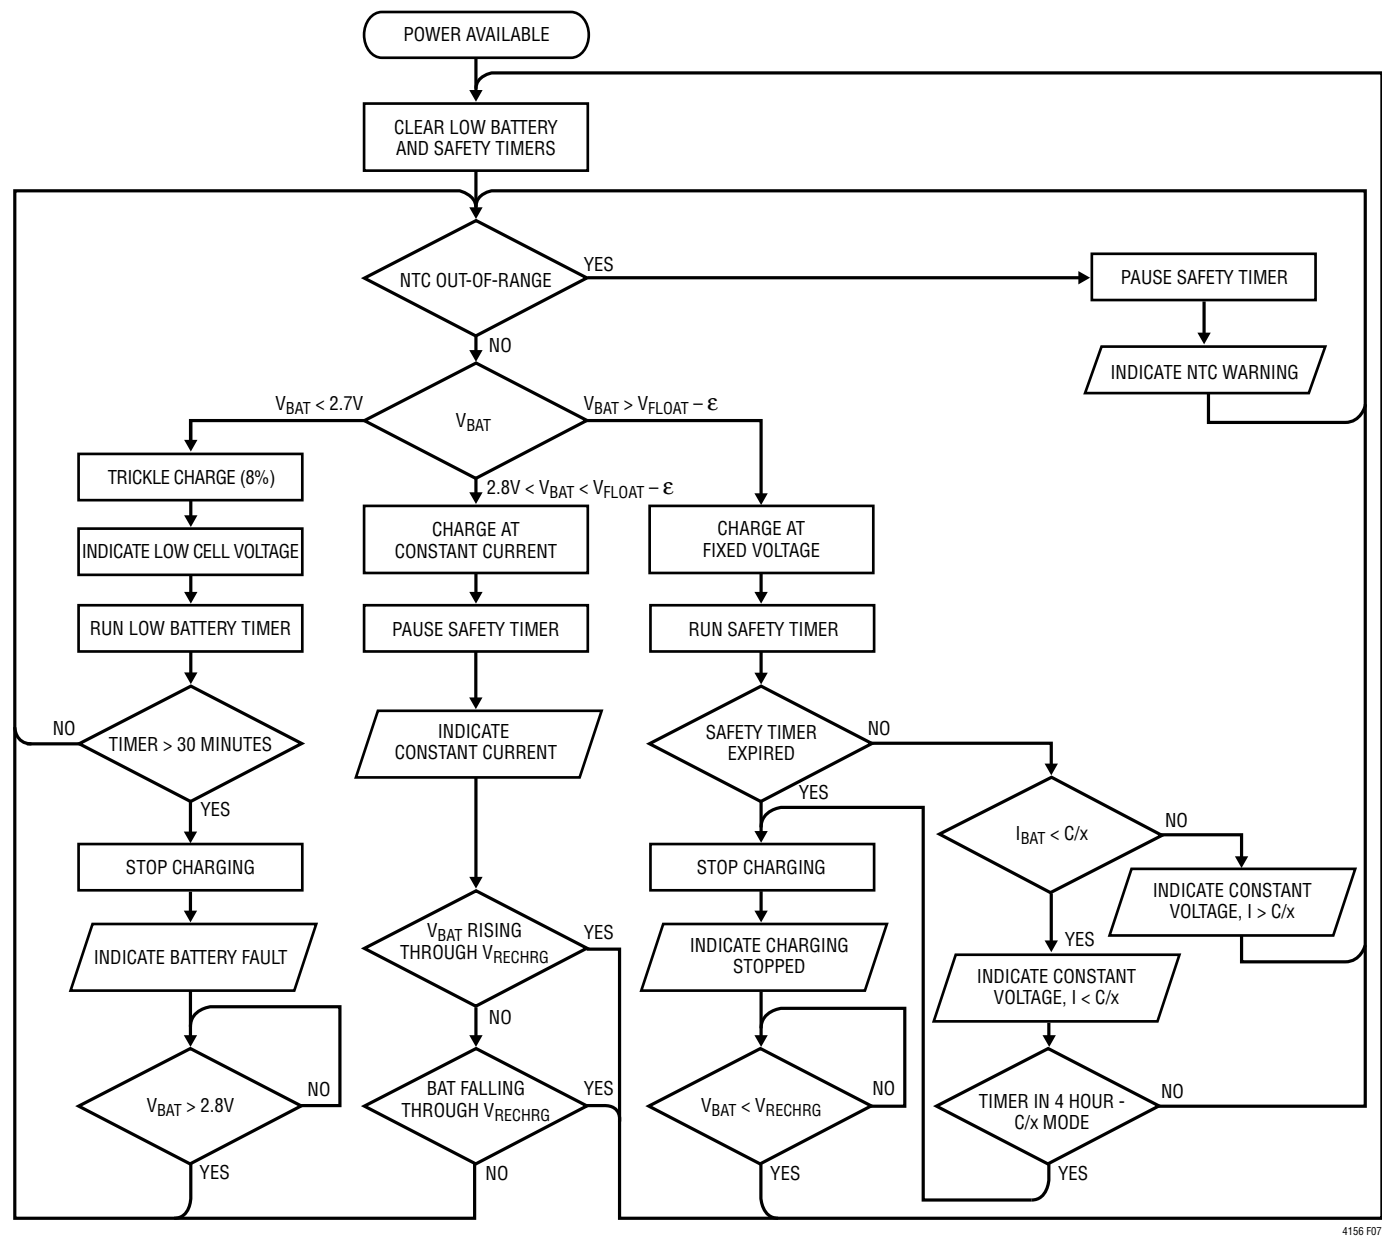 POWER AVAILABLE
CLEAR LOW BATTERY
AND SAFETY TIMERS
NTC OUT-OF-RANGE
YES
PAUSE SAFETY TIMER
INDICATE NTC WARNING
NO
VBAT < 2.7V
VBAT
VBAT > VFLOAT – ε
2.8V < VBAT < VFLOAT – ε
TRICKLE CHARGE (8%)
INDICATE LOW CELL VOLTAGE
RUN LOW BATTERY TIMER
NO
TIMER > 30 MINUTES
YES
STOP CHARGING
INDICATE BATTERY FAULT
VBAT > 2.8V
NO
YES
CHARGE AT
CONSTANT CURRENT
PAUSE SAFETY TIMER
INDICATE
CONSTANT CURRENT
VBAT RISING
THROUGH VRECHRG
YES
NO
BAT FALLING
THROUGH VRECHRG
YES
NO
CHARGE AT
FIXED VOLTAGE
RUN SAFETY TIMER
SAFETY TIMER
EXPIRED
NO
YES
STOP CHARGING
INDICATE CHARGING
STOPPED
VBAT < VRECHRG
NO
YES
IBAT < C/x
NO
INDICATE CONSTANT
VOLTAGE, I > C/x
YES
INDICATE CONSTANT
VOLTAGE, I < C/x
TIMER IN 4 HOUR -
C/x MODE
NO
YES
4156 F07